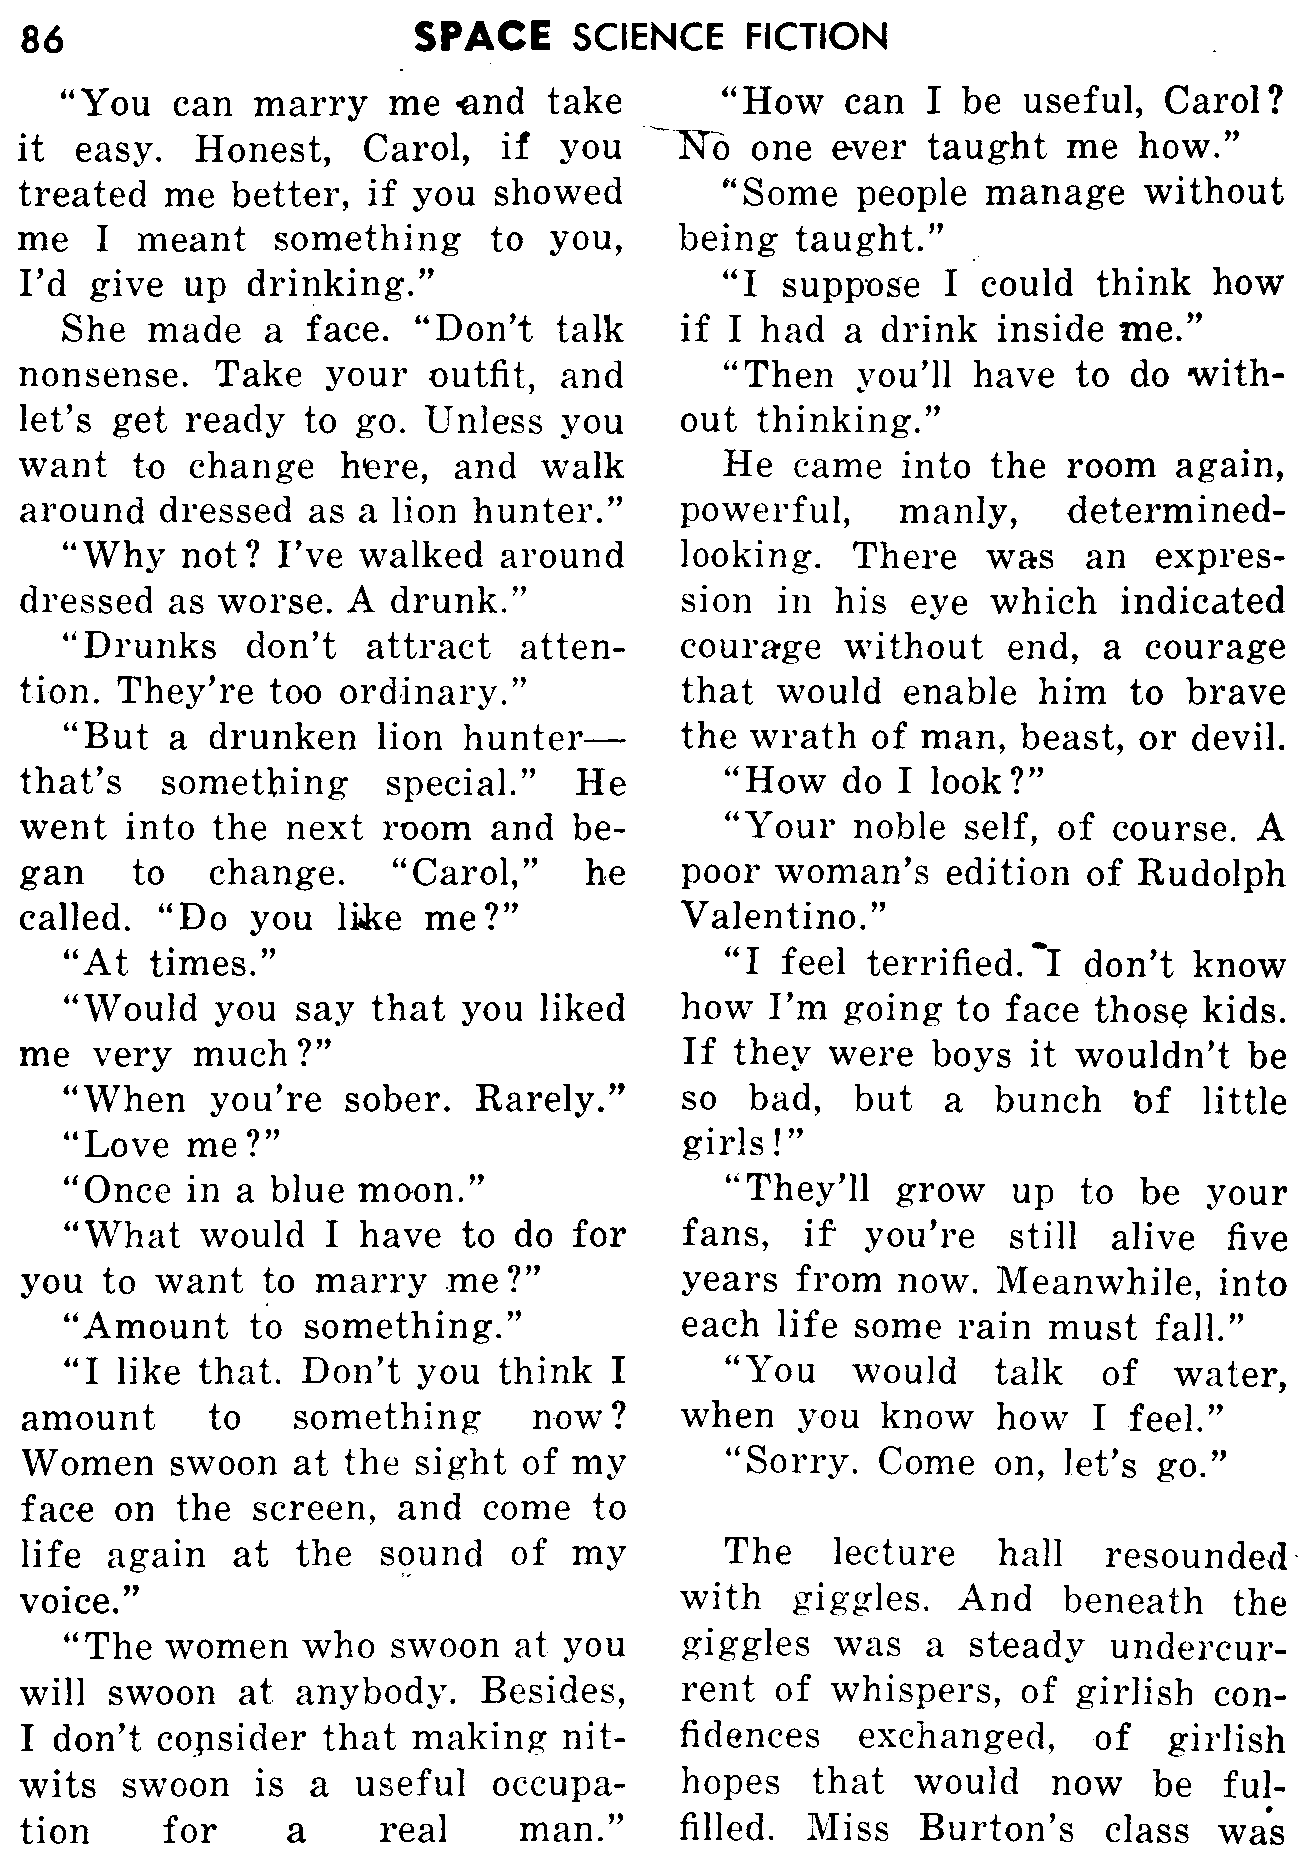 86
SPACE SCIENCE FICTION
“You can marry me and take
it easy. Honest, Carol, if you
treated me better, if you showed
me I meant something to you,
I’d give up drinking.”
She made a face. “Don’t talk
nonsense. Take your outfit, and
let’s get ready to go. Unless you
want to change here, and walk
around dressed as a lion hunter.”
“Why not? I’ve walked around
dressed as worse. A drunk.”
“Drunks don’t attract atten-
tion. They’re too ordinary.”
“But a drunken lion hunter—
that’s something special.” He
went into the next room and be-
gan to change. “Carol,” he
called. “Do you like me?”
“At times.”
“Would you say that you liked
me very much?”
“When you’re sober. Rarely.”
“Love me?”
“Once in a blue moon.”
“What would I have to do for
you to want to marry me?”
“Amount to something.”
“I like that. Don’t you think I
amount to something now?
Women swoon at the sight of my
face on the screen, and come to
life again at the sound of my
voice.”
“The women who swoon at you
will swoon at anybody. Besides,
I don’t consider that making nit-
wits swoon is a useful occupa-
tion for a real man.”
“How can I be useful, Carol?
No one ever taught me how.”
“Some people manage without
being taught.”
“I suppose I could think how
if I had a drink inside me.”
“Then you’ll have to do with-
out thinking.”
He came into the room again,
powerful, manly, determined-
looking. There was an expres-
sion in his eye which indicated
courage without end, a courage
that would enable him to brave
the wrath of man, beast, or devil.
“How do I look?”
“Your noble self, of course. A
poor woman’s edition of Rudolph
Valentino.”
“I feel terrified. I don’t know
how I’m going to face those kids.
If they were boys it wouldn’t be
so bad, but a bunch of little
girls!”
“They’ll grow up to be your
fans, if you’re still alive five
years from now. Meanwhile, into
each life some rain must fall.”
“You would talk of water,
when you know how I feel.”
“Sorry. Come on, let’s go.”
The lecture hall resounded
with giggles. And beneath the
giggles was a steady undercur-
rent of whispers, of girlish con-
fidences exchanged, of girlish
hopes that would now be ful-
filled. Miss Burton’s class was